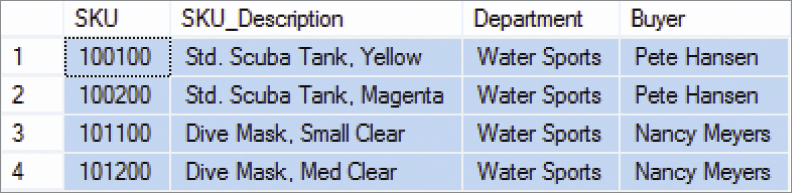 SKU SKU_Description Department Buyer
1 100100 Std. Scuba Tank, Yellow Water Sports Pete Hansen
2 100200 Std. Scuba Tank, Magenta Water Sports Pete Hansen
3 101100 Dive Mask, Small Clear Water Sports Nancy Meyers
4 101200 Dive Mask, Med Clear Water Sports Nancy Meyers